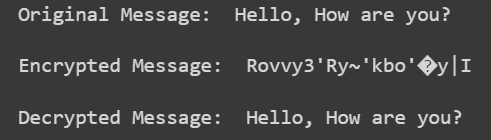 Original Message:  Hello, How are you?
Encrypted Message:  Rovvy3'Ry~'kbo'�y|I
Decrypted Message:  Hello, How are you?